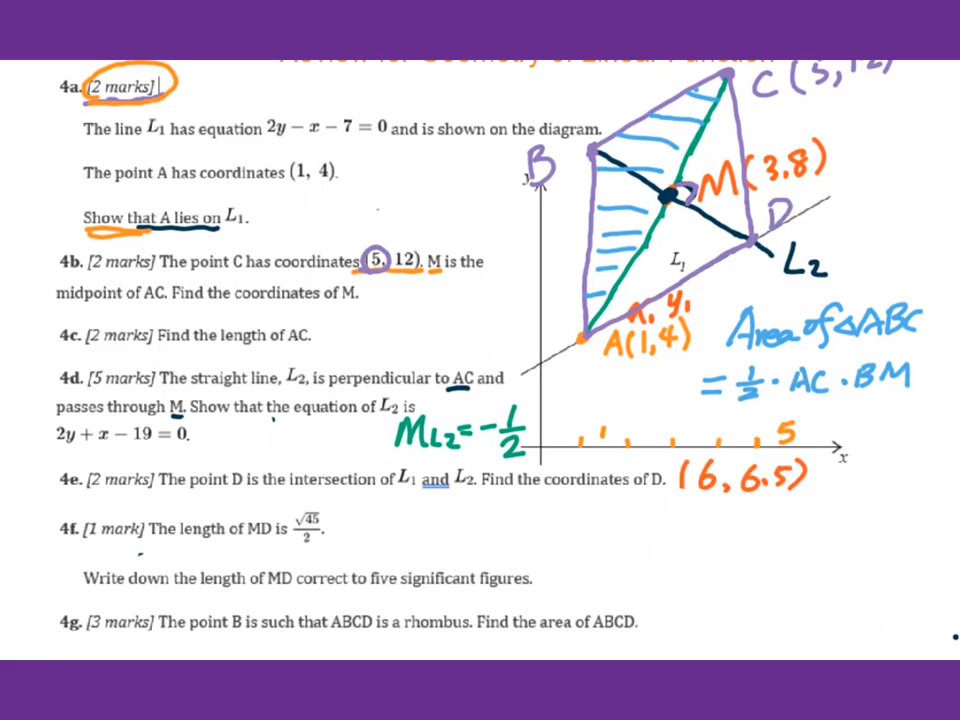 Review for Geometry & Linear Function
4a. [2 marks]
The line L₁ has equation 2y − x − 7 = 0 and is shown on the diagram.
The point A has coordinates (1, 4).
Show that A lies on L₁.
4b. [2 marks] The point C has coordinates (5, 12). M is the
midpoint of AC. Find the coordinates of M.
4c. [2 marks] Find the length of AC.
4d. [5 marks] The straight line, L₂, is perpendicular to AC and
passes through M. Show that the equation of L₂ is
2y + x − 19 = 0.
4e. [2 marks] The point D is the intersection of L₁ and L₂. Find the coordinates of D.
4f. [1 mark] The length of MD is √45/2.
Write down the length of MD correct to five significant figures.
4g. [3 marks] The point B is such that ABCD is a rhombus. Find the area of ABCD.
C (5, 12)
B
M (3,8)
y
D
L₁
L₂
x, y₁
A(1,4)
Area of △ABC
= ½ · AC · BM
mL₂ = −½
5
x
(6, 6.5)